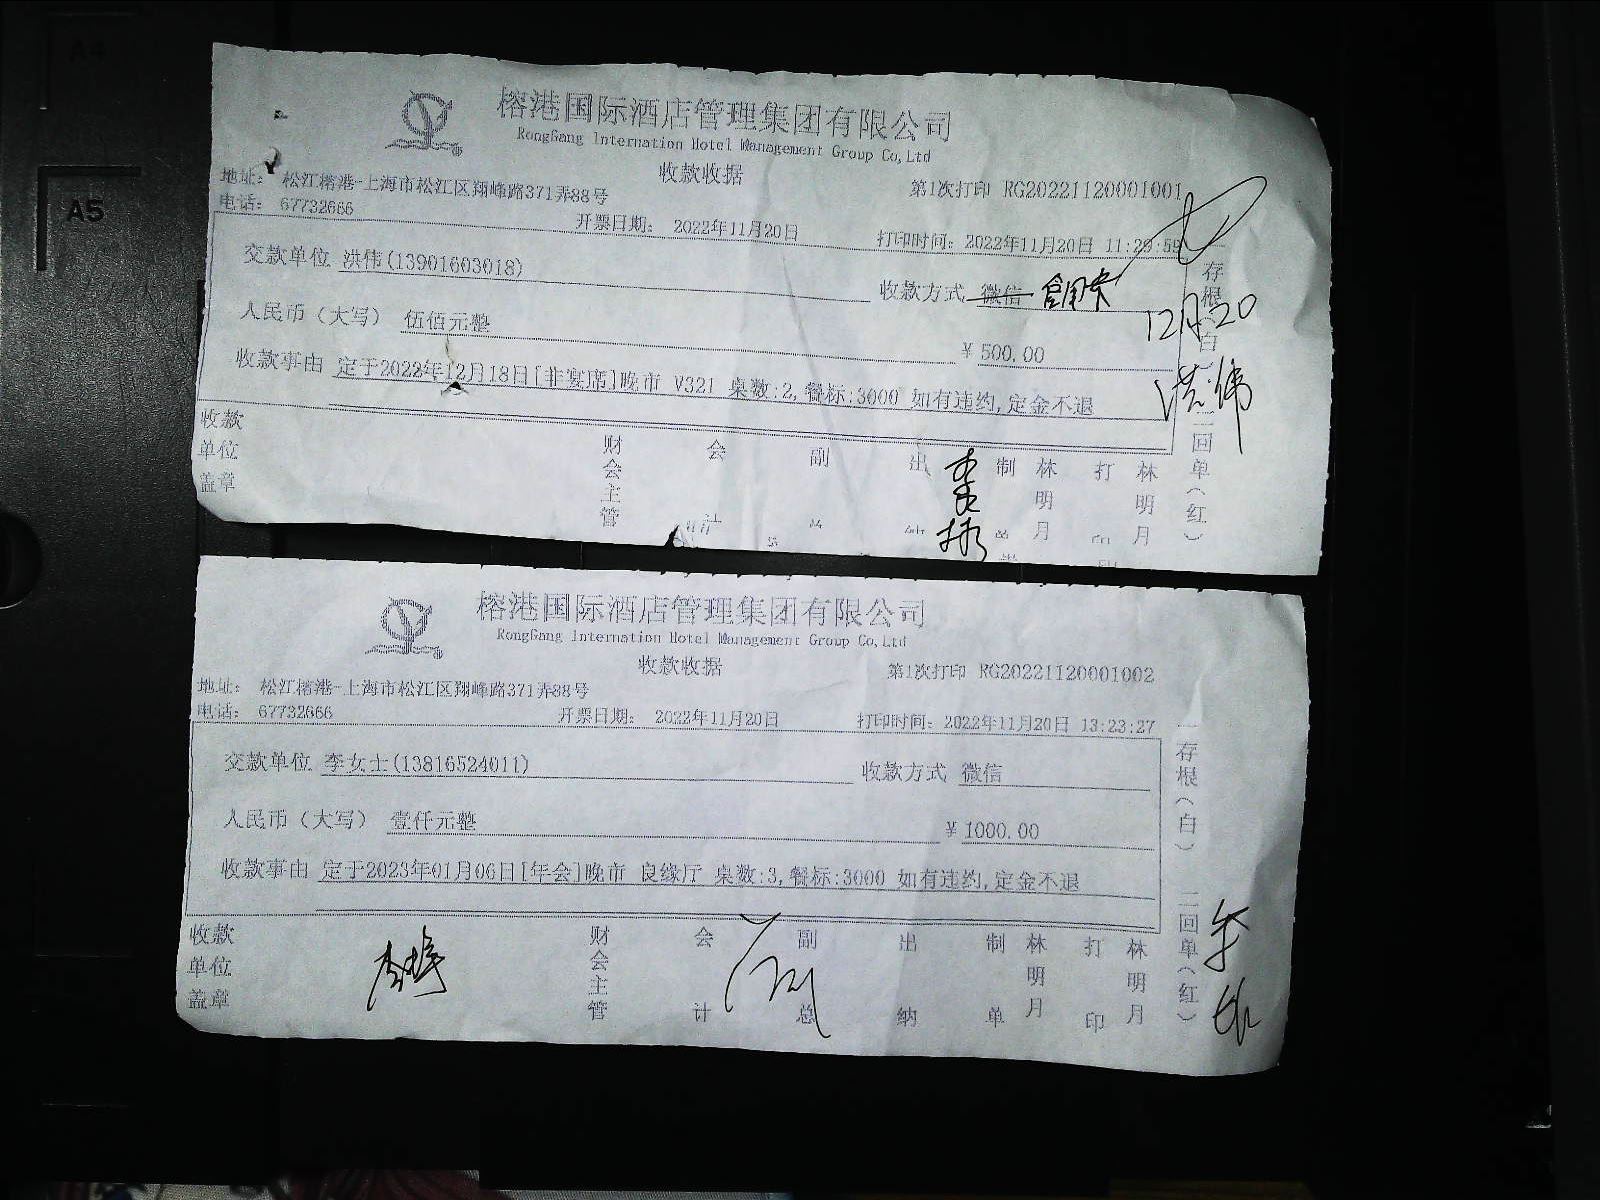 A4
A5
榕港国际酒店管理集团有限公司
RongGang Internation Hotel Management Group Co,Ltd
收款收据
第1次打印 RG20221120001001
地址： 松江榕港-上海市松江区翔峰路371弄88号
电话： 67732666
开票日期： 2022年11月20日
打印时间：2022年11月20日 11:29:59
交款单位 洪伟(13901603018)
收款方式 微信
人民币（大写） 伍佰元整
¥ 500.00
12月20
洪伟
收款事由 定于2022年12月18日[非宴席]晚市 V321 桌数:2,餐标:3000 如有违约,定金不退
收款单位盖章
财会主管
会计
副
出
制 林明月
打 林明月
一存根（白） 二回单（红）
榕港国际酒店管理集团有限公司
RongGang Internation Hotel Management Group Co,Ltd
收款收据
第1次打印 RG20221120001002
地址： 松江榕港-上海市松江区翔峰路371弄88号
电话： 67732666
开票日期： 2022年11月20日
打印时间：2022年11月20日 13:23:27
交款单位 李女士(13816524011)
收款方式 微信
人民币（大写） 壹仟元整
¥ 1000.00
收款事由 定于2023年01月06日[年会]晚市 良缘厅 桌数:3,餐标:3000 如有违约,定金不退
收款单位盖章
财会主管
会计
副总
出纳
制单 林明月
打印 林明月
一存根（白） 二回单（红）